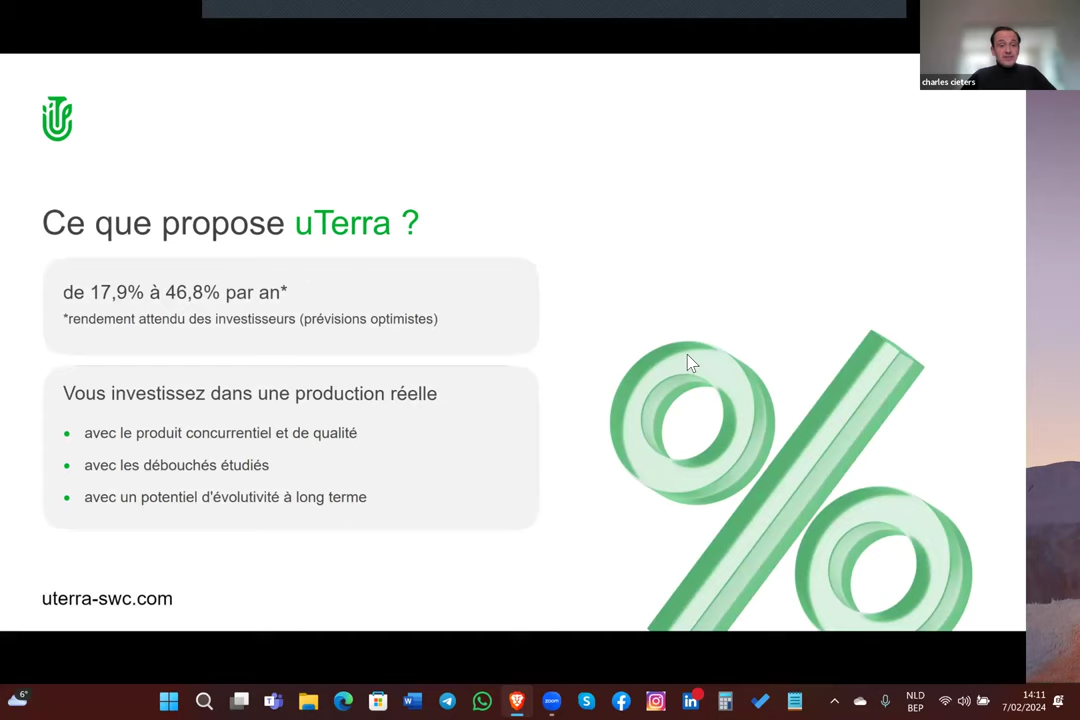 charles cieters
Ce que propose uTerra ?
de 17,9% à 46,8% par an*
*rendement attendu des investisseurs (prévisions optimistes)
Vous investissez dans une production réelle
avec le produit concurrentiel et de qualité
avec les débouchés étudiés
avec un potentiel d'évolutivité à long terme
uterra-swc.com
6°
NLD
BEP
14:11
7/02/2024